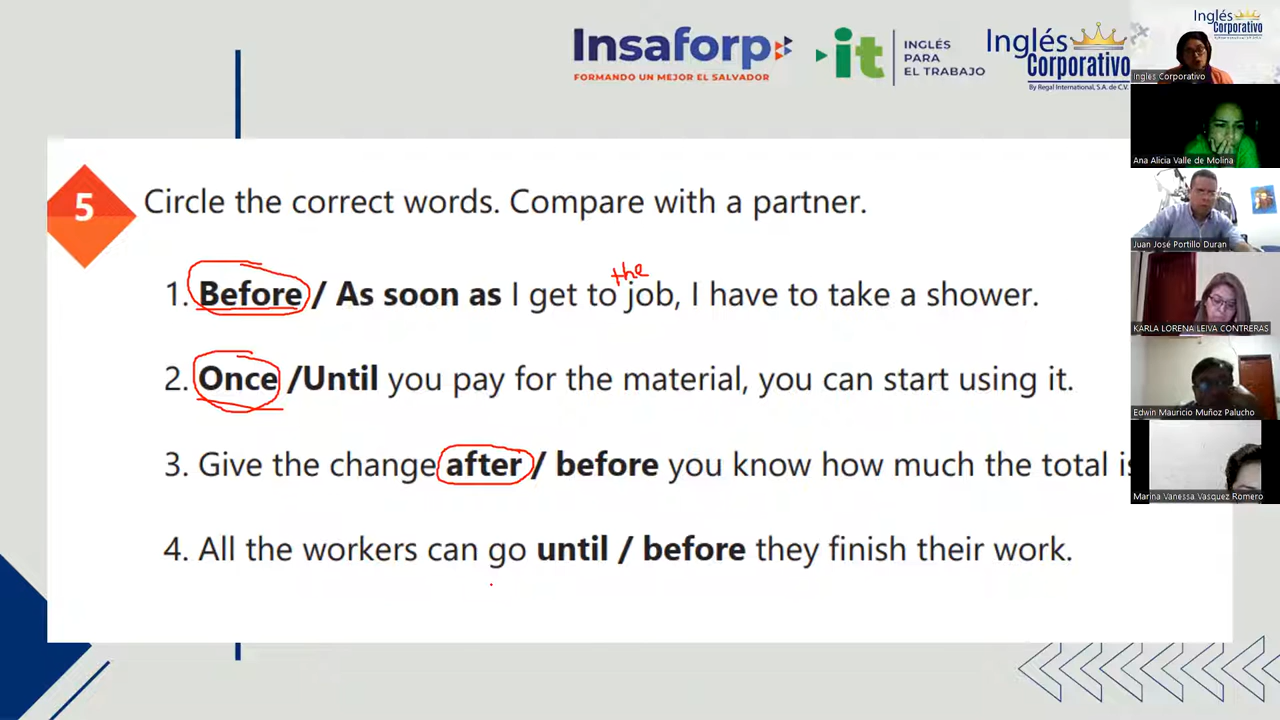 Insaforp
FORMANDO UN MEJOR EL SALVADOR
it
INGLÉS
PARA
EL TRABAJO
Inglés
Corporativo
By Regal International, S.A. de C.V.
Inglés
Corporativo
Ingles Corporativo
Ana Alicia Valle de Molina
Juan José Portillo Duran
KARLA LORENA LEIVA CONTRERAS
Edwin Mauricio Muñoz Palucho
Marina Vanessa Vasquez Romero
5
Circle the correct words. Compare with a partner.
the
1. Before / As soon as I get to job, I have to take a shower.
2. Once /Until you pay for the material, you can start using it.
3. Give the change after / before you know how much the total is
4. All the workers can go until / before they finish their work.